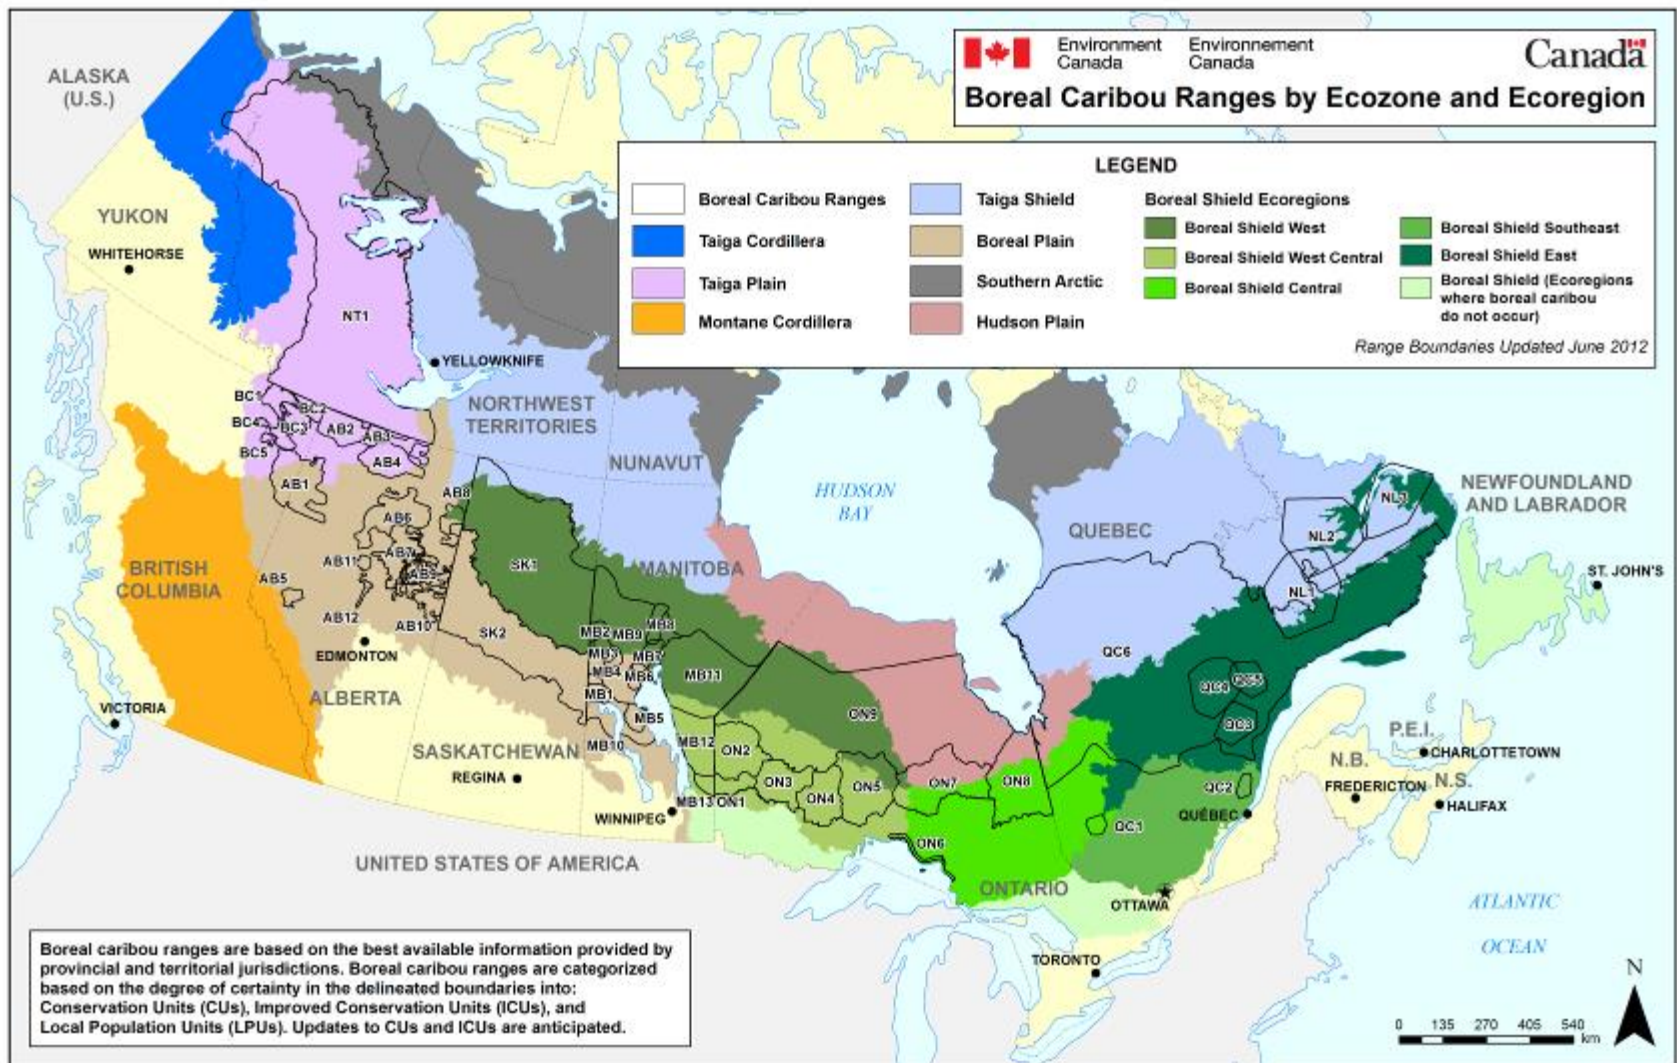 Environment Environnement
Canada Canada
Canada
Boreal Caribou Ranges by Ecozone and Ecoregion
LEGEND
Boreal Caribou Ranges
Taiga Cordillera
Taiga Plain
Montane Cordillera
Taiga Shield
Boreal Plain
Southern Arctic
Hudson Plain
Boreal Shield Ecoregions
Boreal Shield West
Boreal Shield West Central
Boreal Shield Central
Boreal Shield Southeast
Boreal Shield East
Boreal Shield (Ecoregions
where boreal caribou
do not occur)
Range Boundaries Updated June 2012
ALASKA
(U.S.)
YUKON
WHITEHORSE
NT1
YELLOWKNIFE
NORTHWEST
TERRITORIES
NUNAVUT
BC1
BC2
BC4
BC3
BC5
AB2
AB3
AB4
AB1
AB8
AB6
AB7
AB11
AB9
AB5
AB12
AB10
BRITISH
COLUMBIA
EDMONTON
ALBERTA
VICTORIA
SK1
SK2
SASKATCHEWAN
REGINA
MANITOBA
MB2
MB9
MB8
MB3
MB7
MB4
MB6
MB1
MB5
MB10
MB11
MB12
MB13
WINNIPEG
ON1
ON2
ON3
ON4
ON5
ON9
ON7
ON8
ON6
ONTARIO
OTTAWA
TORONTO
HUDSON
BAY
QUEBEC
QC6
QC4
QC5
QC3
QC2
QC1
QUÉBEC
NL3
NL2
NL1
NEWFOUNDLAND
AND LABRADOR
ST. JOHN'S
P.E.I.
CHARLOTTETOWN
N.B.
FREDERICTON
N.S.
HALIFAX
UNITED STATES OF AMERICA
ATLANTIC
OCEAN
Boreal caribou ranges are based on the best available information provided by
provincial and territorial jurisdictions. Boreal caribou ranges are categorized
based on the degree of certainty in the delineated boundaries into:
Conservation Units (CUs), Improved Conservation Units (ICUs), and
Local Population Units (LPUs). Updates to CUs and ICUs are anticipated.
N
0 135 270 405 540
km